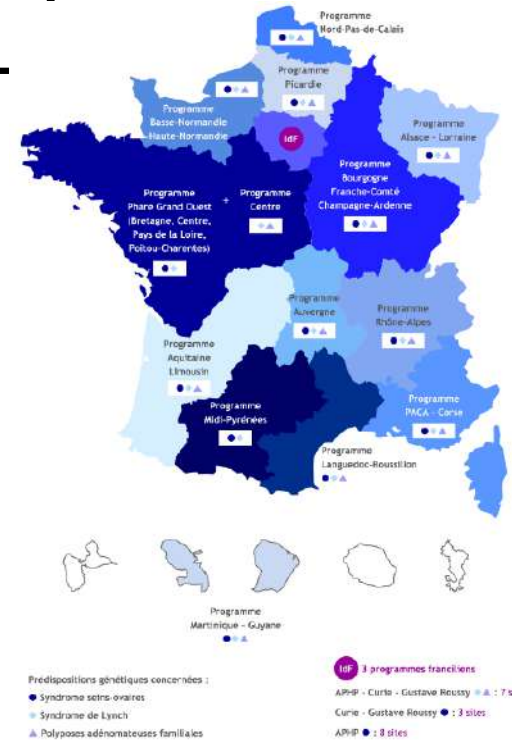 Programme
Nord-Pas-de-Calais
Programme
Picardie
Programme
Basse-Normandie
Haute-Normandie
IdF
Programme
Alsace - Lorraine
Programme
Bourgogne
Franche-Comté
Champagne-Ardenne
Programme
Phare Grand Ouest
(Bretagne, Centre,
Pays de la Loire,
Poitou-Charentes)
+
Programme
Centre
Programme
Auvergne
Programme
Rhône-Alpes
Programme
Aquitaine
Limousin
Programme
Midi-Pyrénées
Programme
PACA - Corse
Programme
Languedoc-Roussillon
Programme
Martinique - Guyane
Prédispositions génétiques concernées :
Syndrome seins-ovaires
Syndrome de Lynch
Polyposes adénomateuses familiales
IdF 3 programmes franciliens
APHP - Curie - Gustave Roussy : 7 s
Curie - Gustave Roussy : 3 sites
APHP : 8 sites